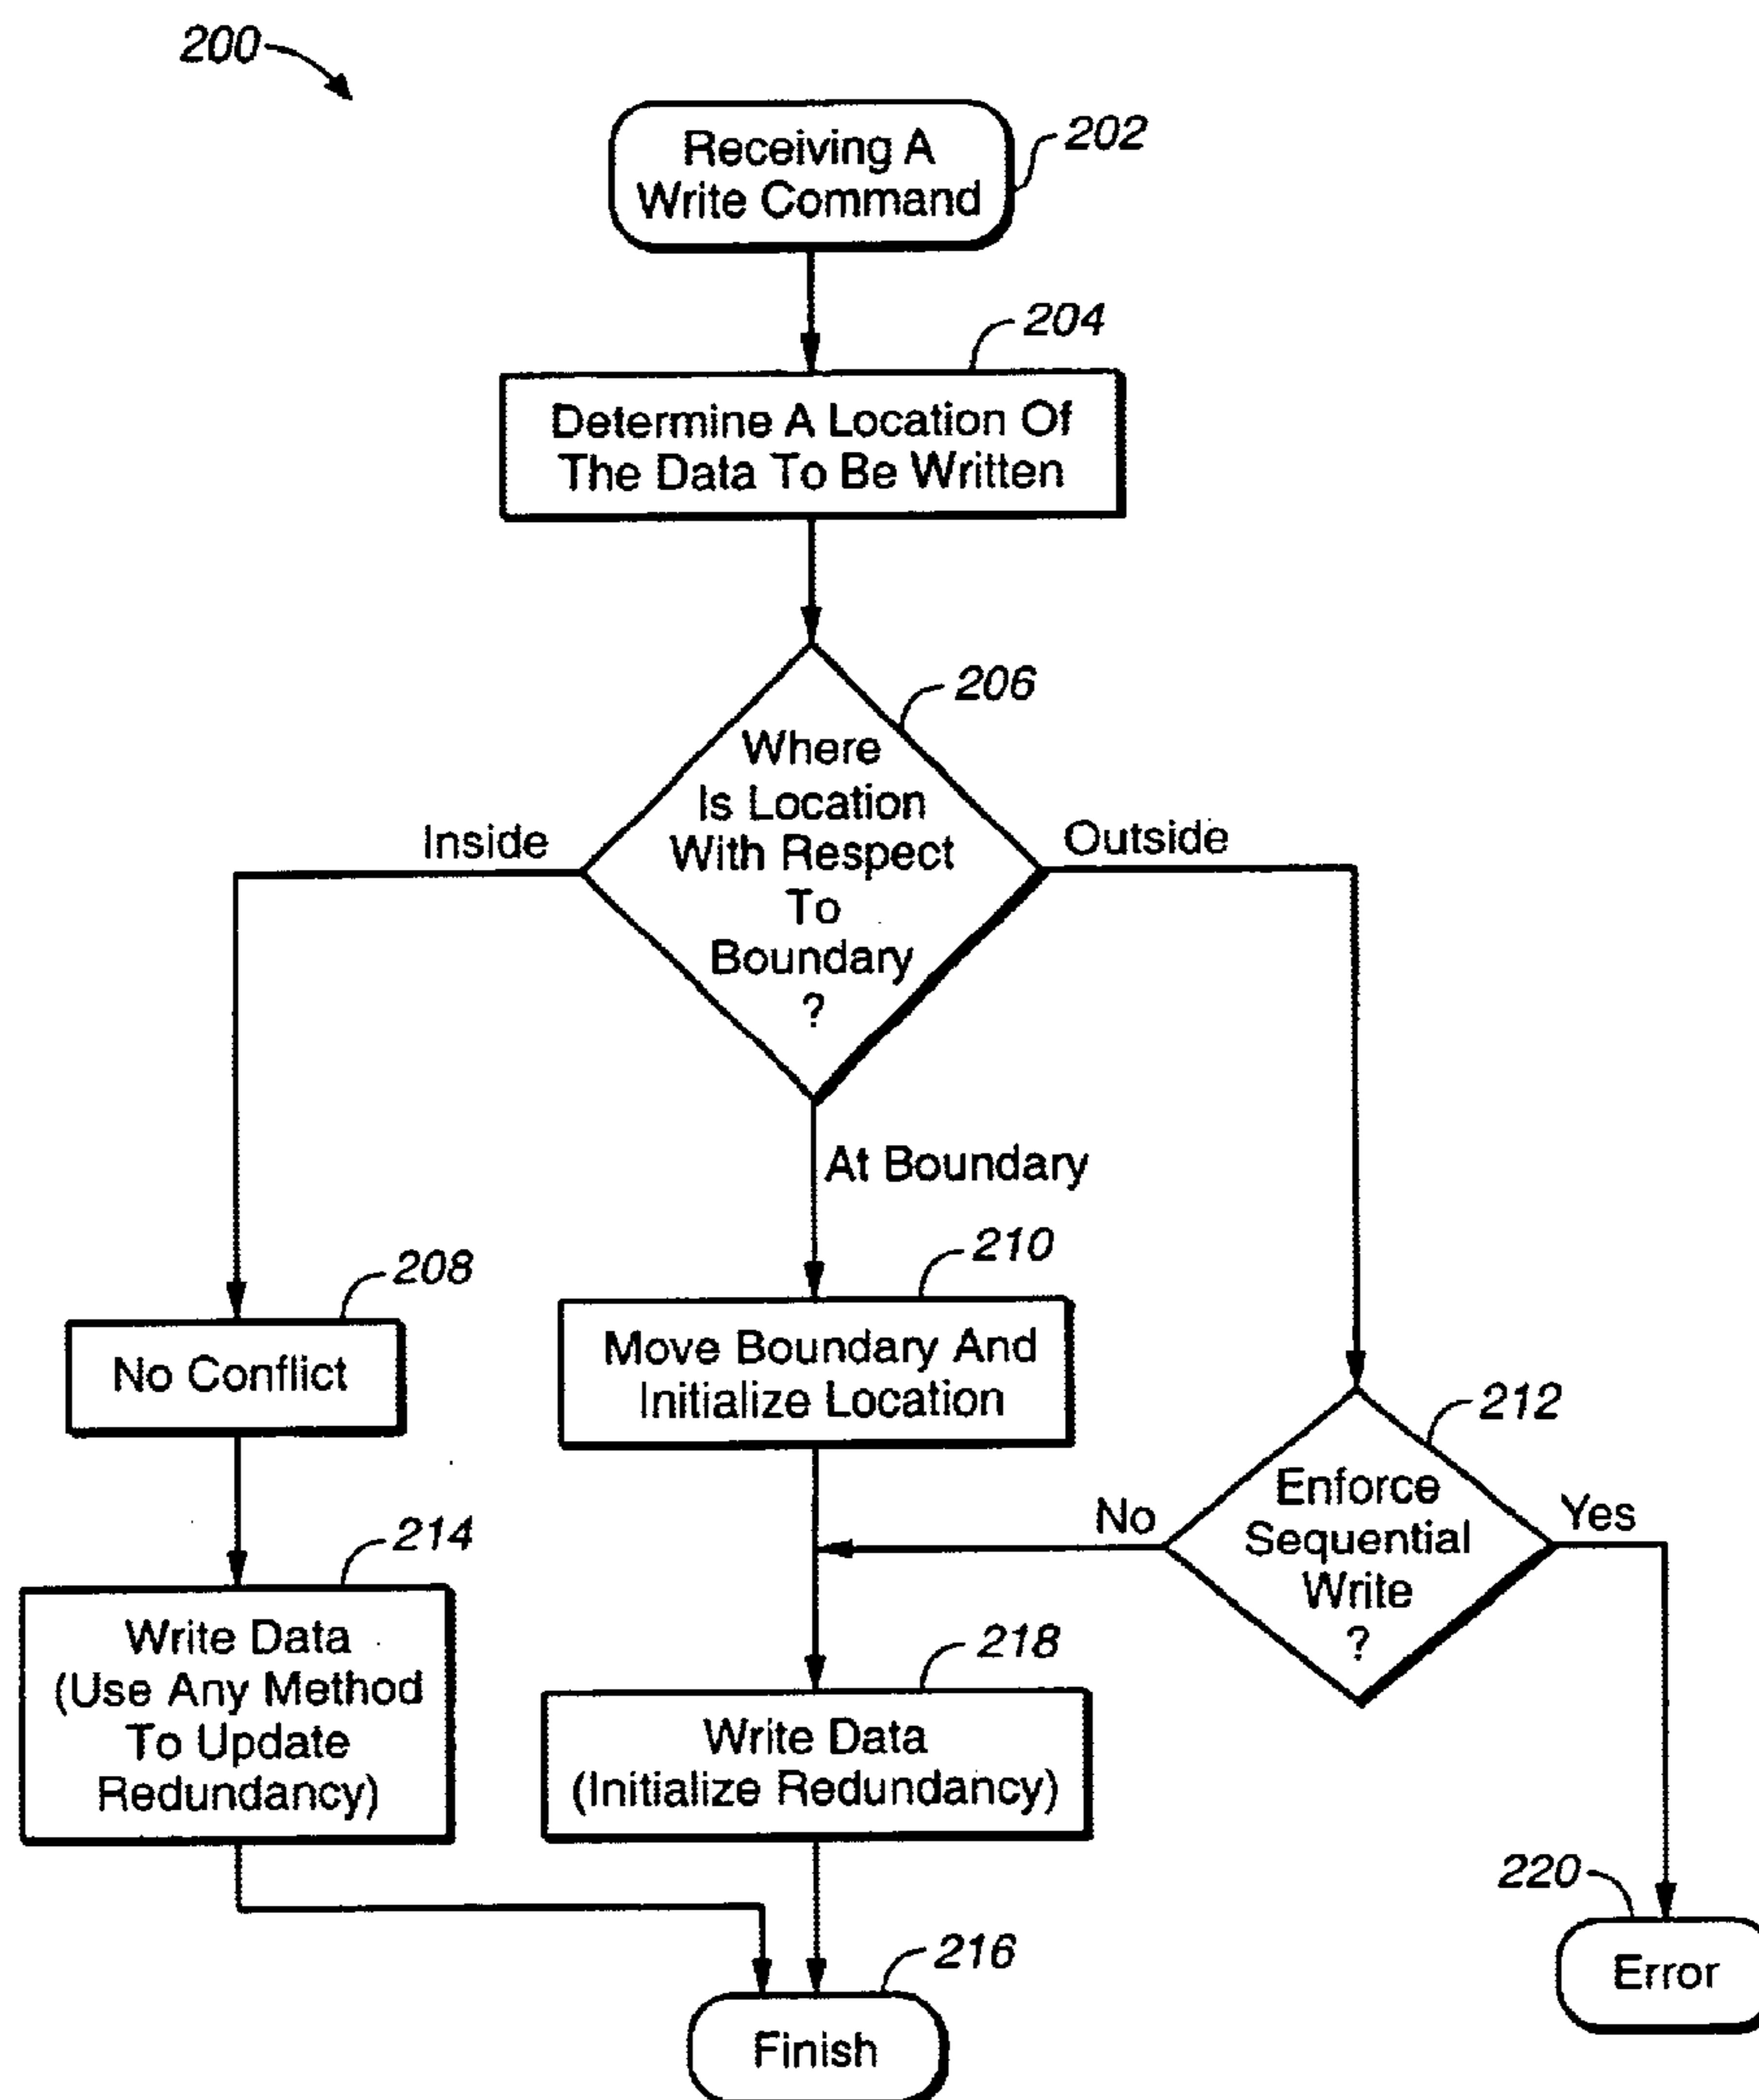 200
Receiving A
Write Command
202
204
Determine A Location Of
The Data To Be Written
206
Where
Is Location
With Respect
To
Boundary
?
Inside
Outside
At Boundary
208
No Conflict
210
Move Boundary And
Initialize Location
212
Enforce
Sequential
Write
?
No
Yes
214
Write Data
(Use Any Method
To Update
Redundancy)
218
Write Data
(Initialize Redundancy)
220
Error
216
Finish